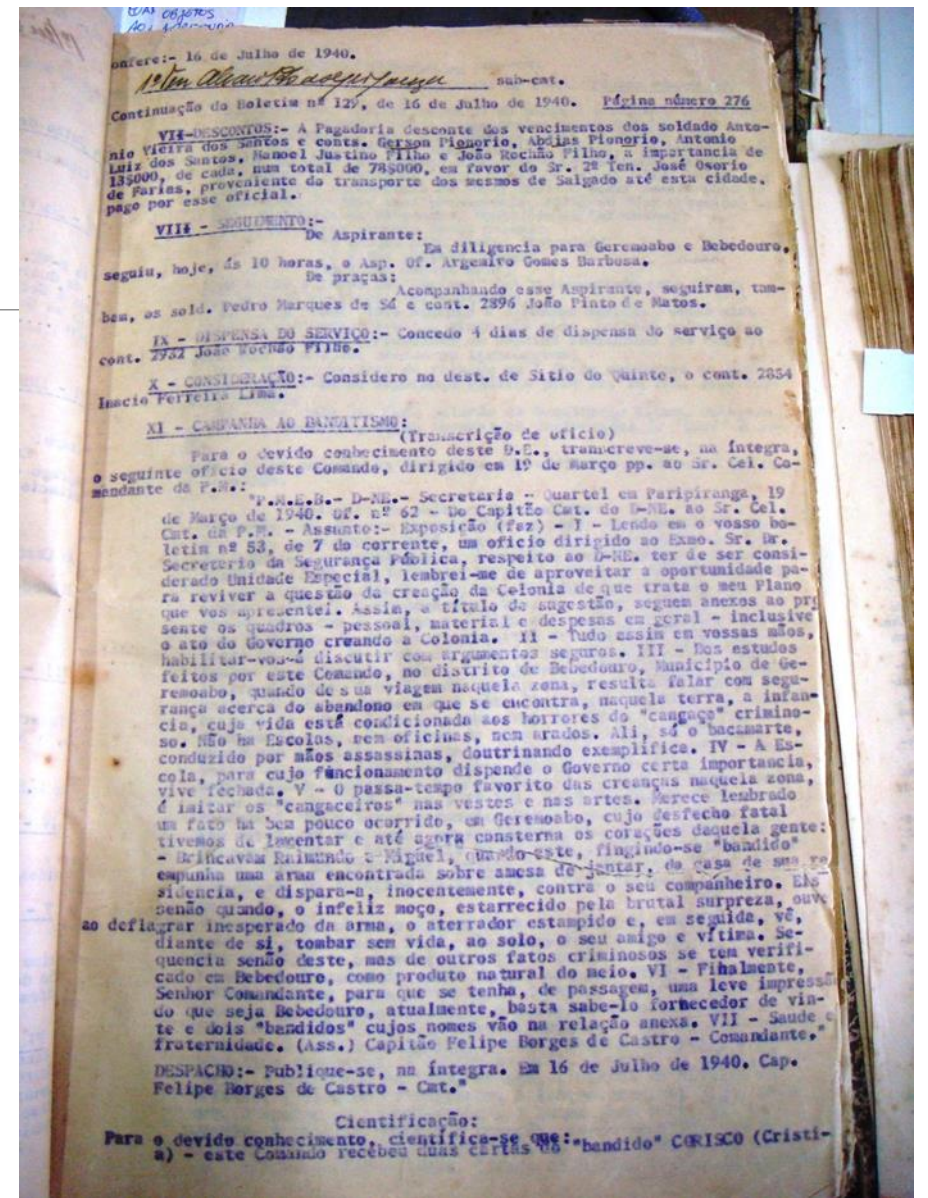 SUAS OBJETOS
onfere:- 16 de Julho de 1940.
1º Ten sub-cmt.
Continuação do Boletim nº 129, de 16 de Julho de 1940. Página número 276
VIIª-DESCONTOS:- A Pagadoria desconte dos vencimentos dos soldado Anto-
nio Vieira dos Santos e conts. Gerson Pionorio, Abdias Pionorio, Antonio
Luiz dos Santos, Manoel Justino Filho e João Rochão Filho, a importancia de
13$000, de cada, num total de 78$000, em favor do Sr. 2º Ten. José Osorio
de Farias, proveniente do transporte dos mesmos de Salgado até esta cidade,
pago por esse oficial.
VIIIª - SEGUIMENTO:-
De Aspirante:
Em diligencia para Geremoabo e Bebedouro,
seguiu, hoje, ás 10 horas, o Asp. Of. Argemiro Gomes Barbosa.
De praças:
Acompanhando esse Aspirante, seguiram, tam-
bem, os sold. Pedro Marques de Sá e cont. 2896 João Pinto de Matos.
IX - DISPENSA DO SERVIÇO:- Concedo 4 dias de dispensa do serviço ao
cont. 2932 João Rochão Filho.
X - CONSIDERAÇÃO:- Considero no dest. de Sitio do Quinto, o cont. 2854
Inacio Ferreira Lima.
XI - CAMPANHA AO BANDITISMO:
(Transcrição de oficio)
Para o devido conhecimento deste D.E., transcreve-se, na íntegra,
o seguinte oficio deste Comando, dirigido em 19 de março pp. ao Sr. Cel. Co-
mandante da P.M.:
"P.M.E.B.- D-NE.- Secretaria - Quartel em Paripiranga, 19
de Março de 1940. Of. nº 62 - Do Capitão Cmt. do D-NE. ao Sr. Cel.
Cmt. da P.M. - Assunto:- Exposição (faz) - I - Lendo em o vosso bo-
letim nº 53, de 7 do corrente, um oficio dirigido ao Exmo. Sr. Dr.
Secretario da Segurança Pública, respeito ao D-NE. ter de ser consi-
derado Unidade Especial, lembrei-me de aproveitar a oportunidade pa-
ra reviver a questão da creação da Colonia de que trata o meu Plano
que vos apresentei. Assim, a título de sugestão, seguem anexos ao pre
sente os quadros - pessoal, material e despesas em geral - inclusive
o ato do Governo creando a Colonia. II - Tudo assim em vossas mãos,
habilitar-vos-á discutir com argumentos seguros. III - Dos estudos
feitos por este Comando, no distrito de Bebedouro, Municipio de Ge-
remoabo, quando de sua viagem naquela zona, resulta falar com segu-
rança acerca do abandono em que se encontra, naquela terra, a infan-
cia, cuja vida está condicionada aos horrores do "cangaço" crimino-
so. Não ha Escolas, nem oficinas, nem arados. Ali, só o bacamarte,
conduzido por mãos assassinas, doutrinando exemplifica. IV - A Es-
cola, para cujo funcionamento dispende o Governo certa importancia,
vive fechada. V - O passa-tempo favorito das creanças naquela zona,
é imitar os "cangaceiros" nas vestes e nas artes. Merece lembrado
um fato ha bem pouco ocorrido, em Geremoabo, cujo desfecho fatal
tivemos de lamentar e até agora consterna os corações daquela gente:
- Brincavam Raimundo e Miguel, quando este, fingindo-se "bandido"
empunha uma arma encontrada sobre amesa de jantar, da casa de sua re
sidencia, e dispara-a, inocentemente, contra o seu companheiro. Eis
senão quando, o infeliz moço, estarrecido pela brutal surpreza, ouve
ao deflagrar inesperado da arma, o aterrador estampido e, em seguida, vê,
diante de si, tombar sem vida, ao solo, o seu amigo e vítima. Se-
quencia senão deste, mas de outros fatos criminosos se tem verifi-
cado em Bebedouro, como produto natural do meio. VI - Fihalmente,
Senhor Comandante, para que se tenha, de passagem, uma leve impressã
do que seja Bebedouro, atualmente, basta sabe-lo fornecedor de vin-
te e dois "bandidos" cujos nomes vão na relação anexa. VII - Saude e
fraternidade. (Ass.) Capitão Felipe Borges de Castro - Comandante."
DESPACHO:- Publique-se, na íntegra. Em 16 de Julho de 1940. Cap.
Felipe Borges de Castro - Cmt."
Cientificação:
Para o devido conhecimento, científica-se que:
a) - este Comando recebeu duas cartas do "bandido" CORISCO (Cristi-